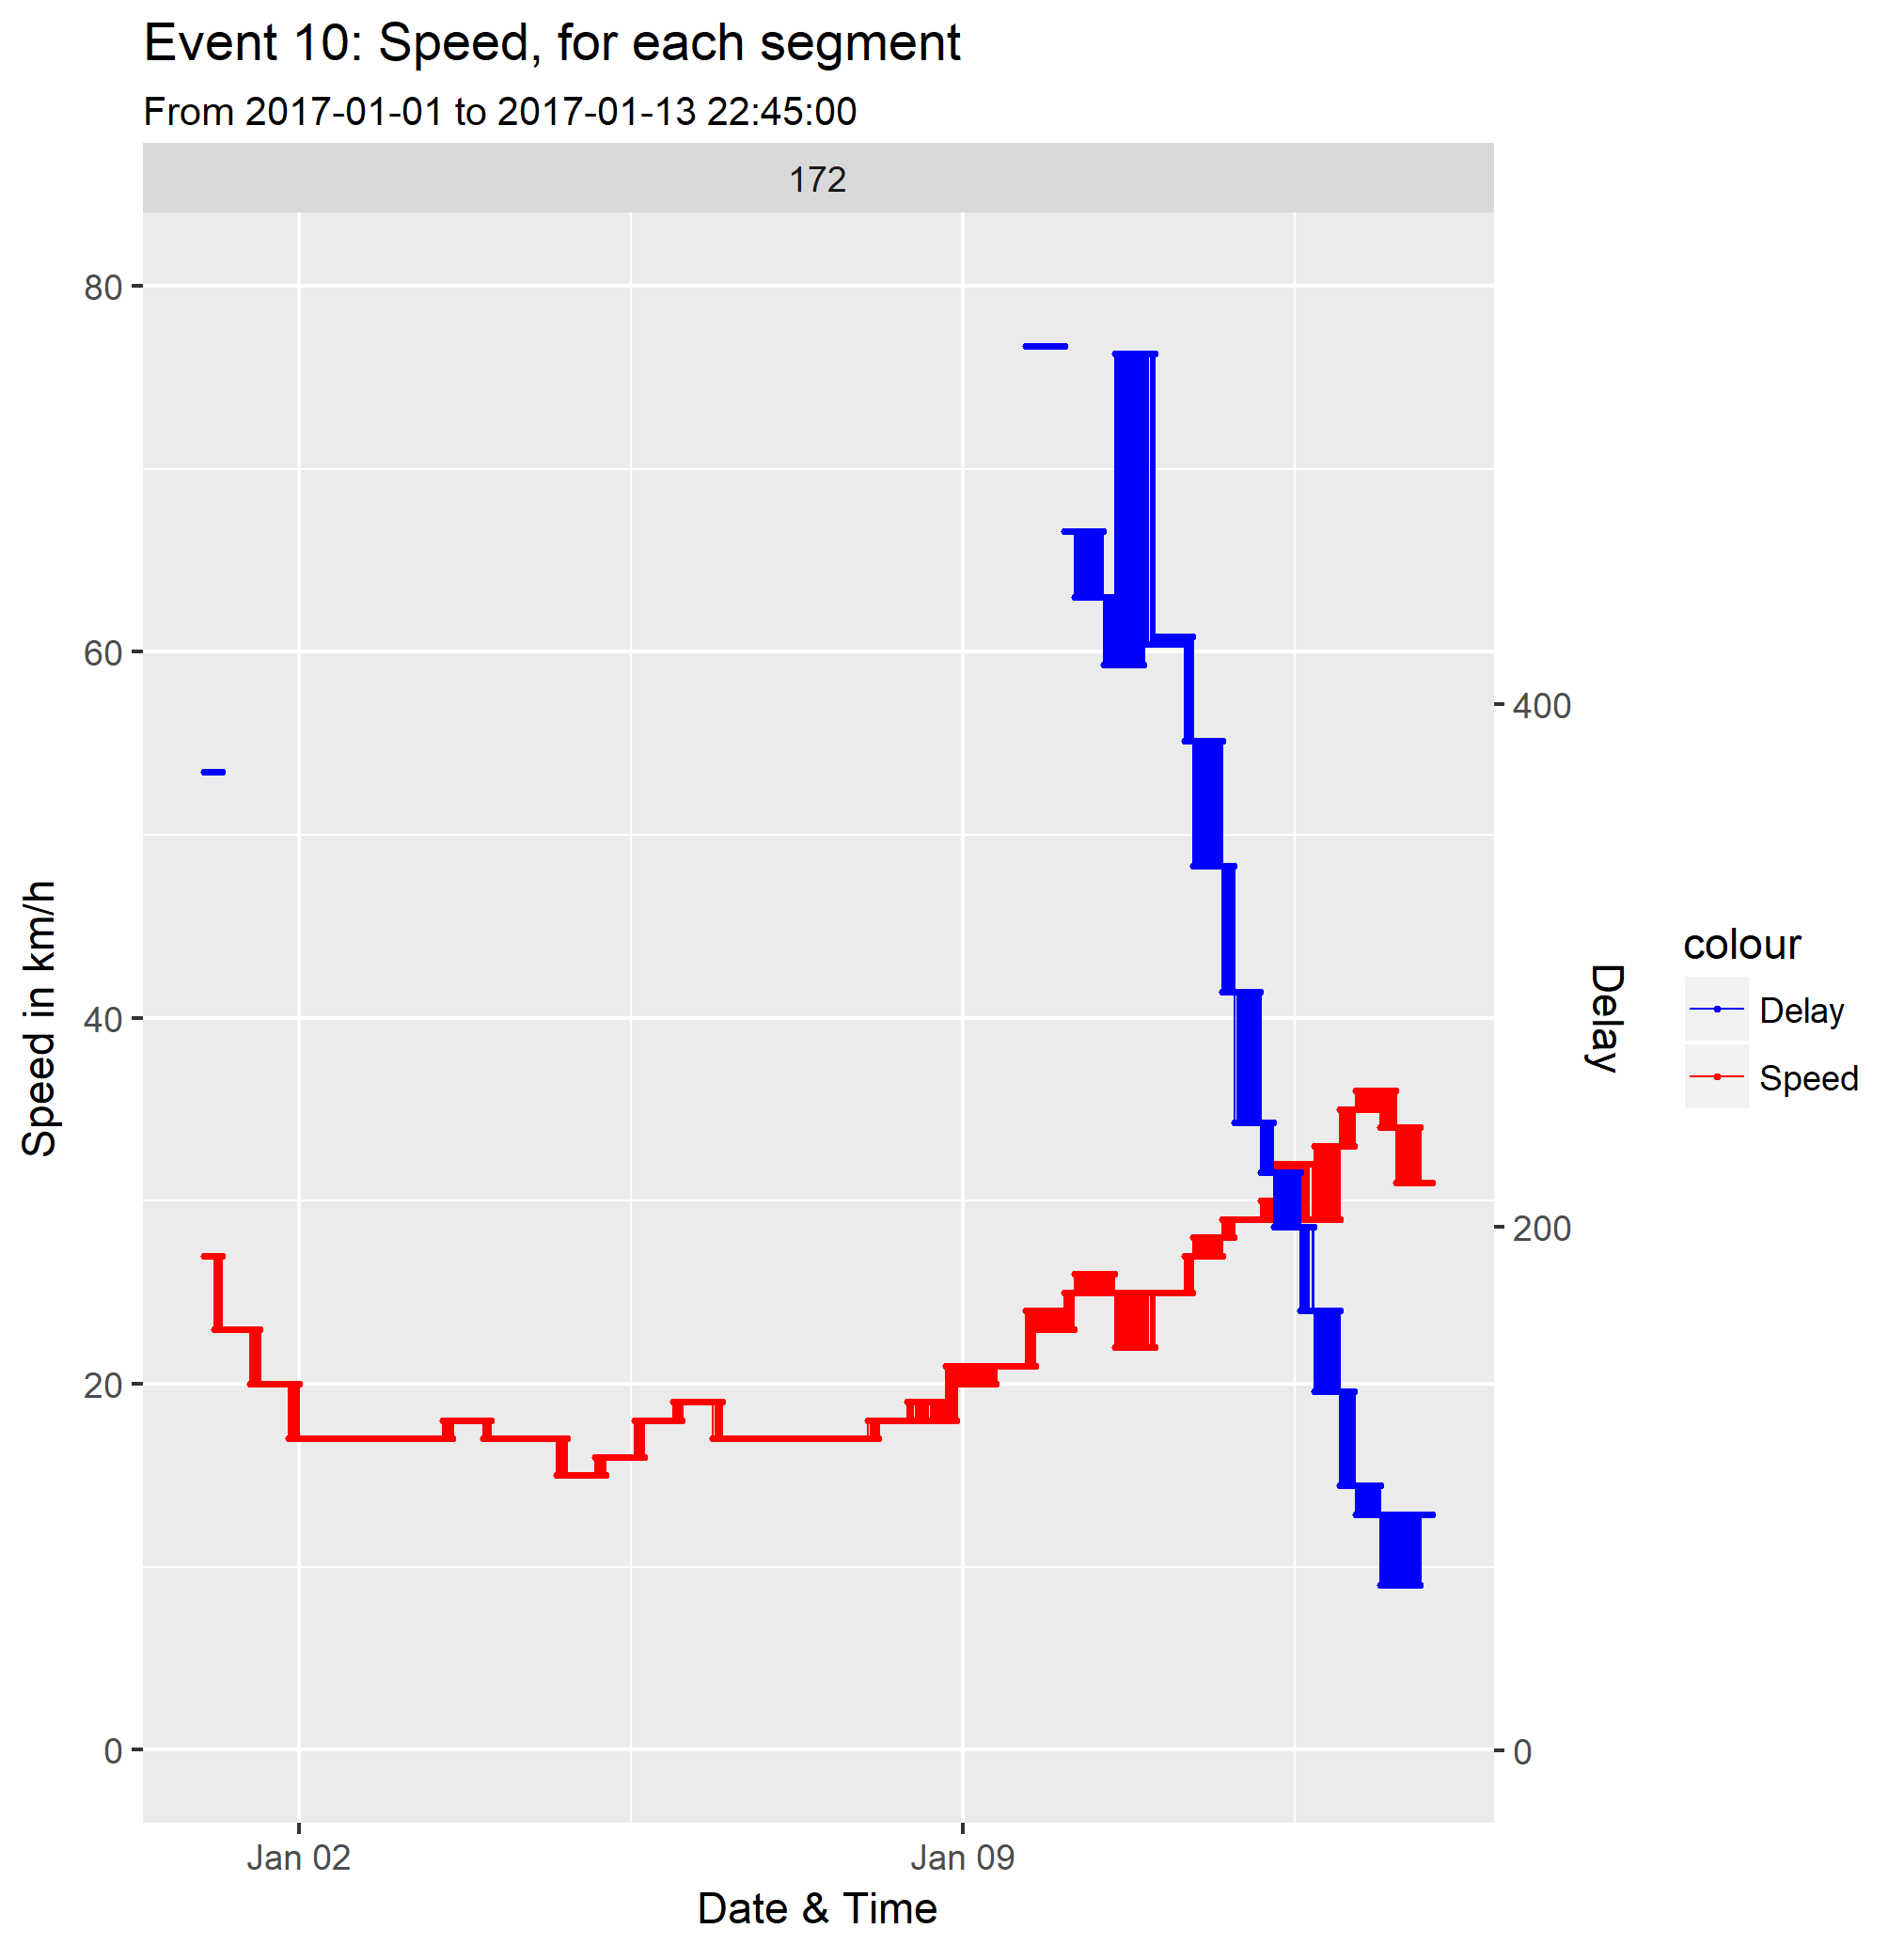 Event 10: Speed, for each segment
From 2017-01-01 to 2017-01-13 22:45:00
172
80
60
40
20
0
Speed in km/h
400
200
0
Delay
colour
Delay
Speed
Jan 02
Jan 09
Date & Time